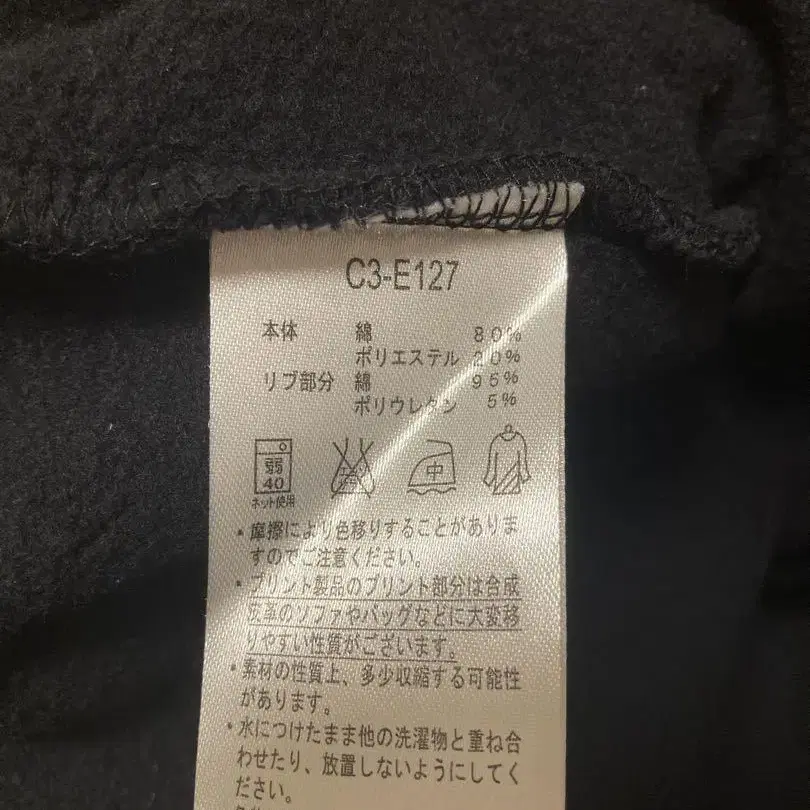 C3-E127
本体 綿 80%
ポリエステル 20%
リブ部分 綿 95%
ポリウレタン 5%
弱
40
中
ネット使用
・摩擦により色移りすることがありま
すのでご注意ください。
・プリント製品のプリント部分は合成
皮革のソファやバッグなどに大変移
りやすい性質がございます。
・素材の性質上、多少収縮する可能性
があります。
・水につけたまま他の洗濯物と重ね合
わせたり、放置しないようにしてく
ださい。